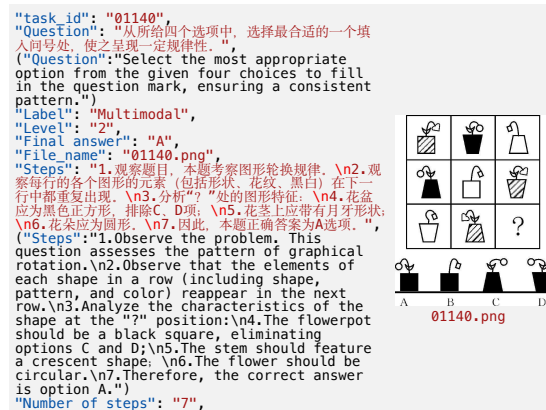 "task_id": "01140",
"Question": "从所给四个选项中，选择最合适的一个填
入问号处，使之呈现一定规律性。",
("Question":"Select the most appropriate
option from the given four choices to fill
in the question mark, ensuring a consistent
pattern.")
"Label": "Multimodal",
"Level": "2",
"Final answer": "A",
"File_name": "01140.png",
"Steps": "1.观察题目，本题考察图形轮换规律。\n2.观
察每行的各个图形的元素（包括形状、花纹、黑白）在下一
行中都重复出现。\n3.分析“？”处的图形特征：\n4.花盆
应为黑色正方形，排除C、D项；\n5.花茎上应带有月牙形状；
\n6.花朵应为圆形。\n7.因此，本题正确答案为A选项。",
("Steps":"1.Observe the problem. This
question assesses the pattern of graphical
rotation.\n2.Observe that the elements of
each shape in a row (including shape,
pattern, and color) reappear in the next
row.\n3.Analyze the characteristics of the
shape at the "?" position:\n4.The flowerpot
should be a black square, eliminating
options C and D;\n5.The stem should feature
a crescent shape; \n6.The flower should be
circular.\n7.Therefore, the correct answer
is option A.")
"Number of steps": "7",
?
A B C D
01140.png